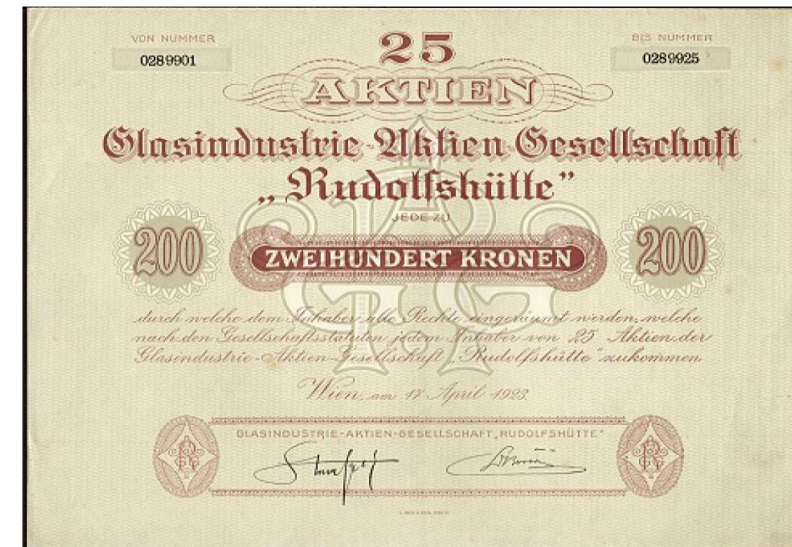 VON NUMMER
0289901
BIS NUMMER
0289925
25
AKTIEN
Glasindustrie-Aktien-Gesellschaft
„Rudolfshütte”
JEDE ZU
200
ZWEIHUNDERT KRONEN
200
durch welche dem Inhaber alle Rechte eingeräumt werden, welche
nach den Gesellschaftsstatuten jedem Inhaber von 25 Aktien der
Glasindustrie-Aktien-Gesellschaft „Rudolfshütte” zukommen.
Wien, am 17. April 1923.
GLASINDUSTRIE-AKTIEN-GESELLSCHAFT „RUDOLFSHÜTTE”